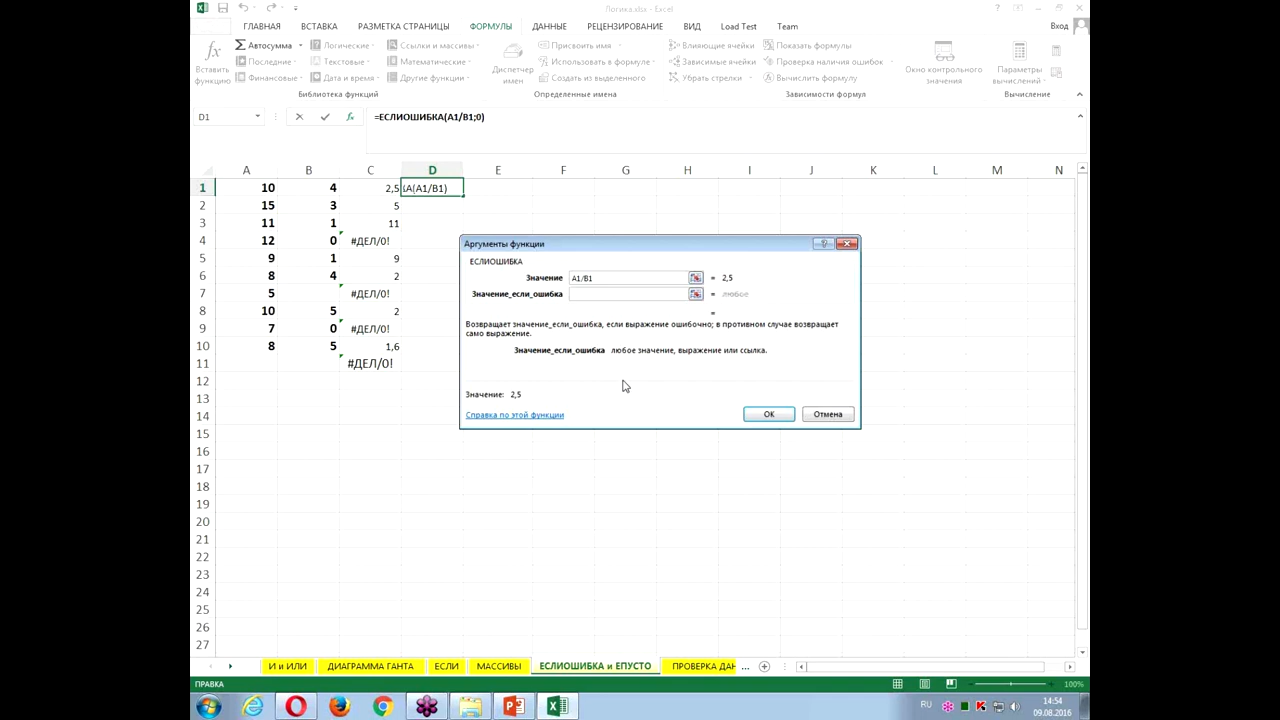 Логика.xlsx - Excel
ГЛАВНАЯ ВСТАВКА РАЗМЕТКА СТРАНИЦЫ ФОРМУЛЫ ДАННЫЕ РЕЦЕНЗИРОВАНИЕ ВИД Load Test Team Вход
Вставить функцию
Автосумма
Последние
Финансовые
Логические
Текстовые
Дата и время
Ссылки и массивы
Математические
Другие функции
Библиотека функций
Диспетчер имен
Присвоить имя
Использовать в формуле
Создать из выделенного
Определенные имена
Влияющие ячейки
Зависимые ячейки
Убрать стрелки
Показать формулы
Проверка наличия ошибок
Вычислить формулу
Зависимости формул
Окно контрольного значения
Параметры вычислений
Вычисление
D1 =ЕСЛИОШИБКА(A1/B1;0)
A B C D E F G H I J K L M N
1 10 4 2,5 ;A(A1/B1)
2 15 3 5
3 11 1 11
4 12 0 #ДЕЛ/0!
5 9 1 9
6 8 4 2
7 5 #ДЕЛ/0!
8 10 5 2
9 7 0 #ДЕЛ/0!
10 8 5 1,6
11 #ДЕЛ/0!
12
13
14
15
16
17
18
19
20
21
22
23
24
25
26
27
Аргументы функции
ЕСЛИОШИБКА
Значение A1/B1 = 2,5
Значение_если_ошибка = любое
=
Возвращает значение_если_ошибка, если выражение ошибочно; в противном случае возвращает
само выражение.
Значение_если_ошибка любое значение, выражение или ссылка.
Значение: 2,5
Справка по этой функции ОК Отмена
И и ИЛИ ДИАГРАММА ГАНТА ЕСЛИ МАССИВЫ ЕСЛИОШИБКА и ЕПУСТО ПРОВЕРКА ДАН ...
ПРАВКА 100%
RU 14:54
09.08.2016